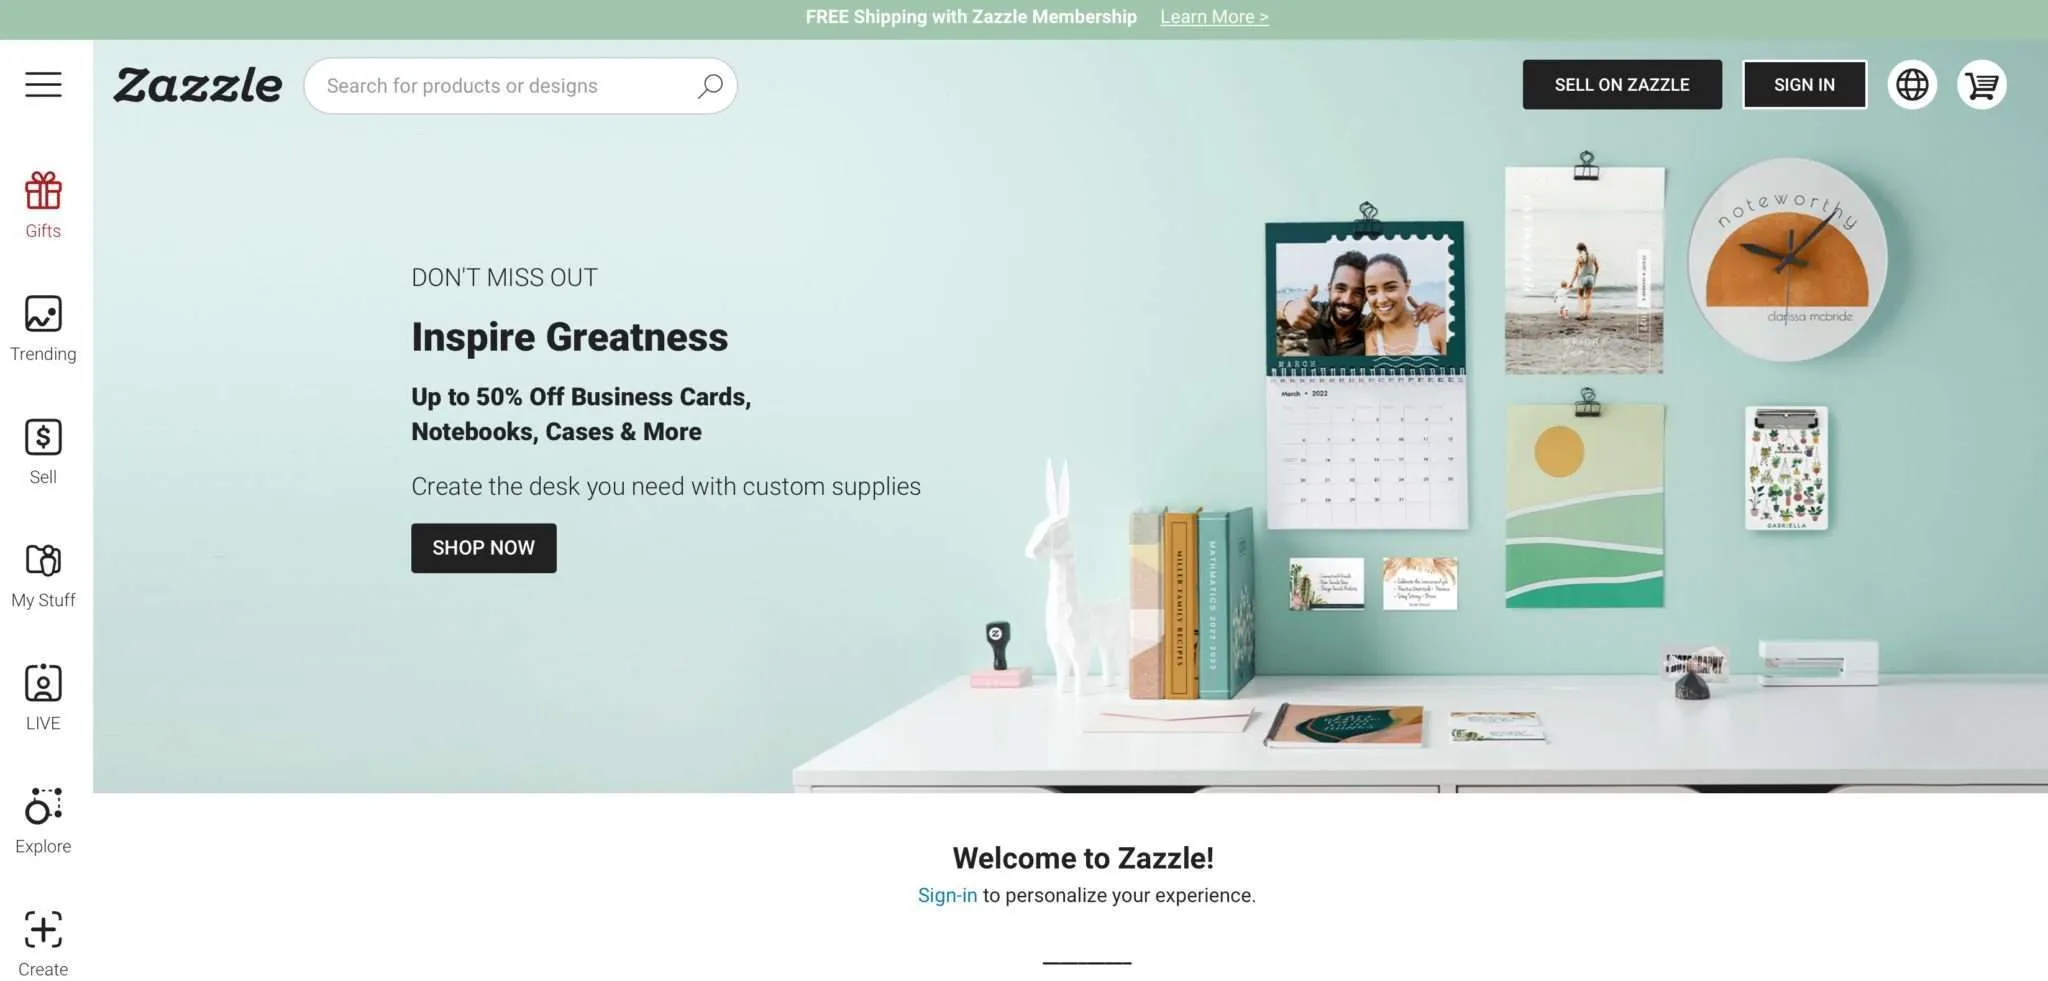 FREE Shipping with Zazzle Membership Learn More >
Zazzle
Search for products or designs
SELL ON ZAZZLE
SIGN IN
Gifts
Trending
Sell
My Stuff
LIVE
Explore
Create
DON'T MISS OUT
Inspire Greatness
Up to 50% Off Business Cards,
Notebooks, Cases & More
Create the desk you need with custom supplies
SHOP NOW
MARCH
March • 2022
noteworthy
clarissa mcbride
GABRIELLA
MILLER FAMILY RECIPES
MATHMATICS 2022 2023
Z
Welcome to Zazzle!
Sign-in to personalize your experience.